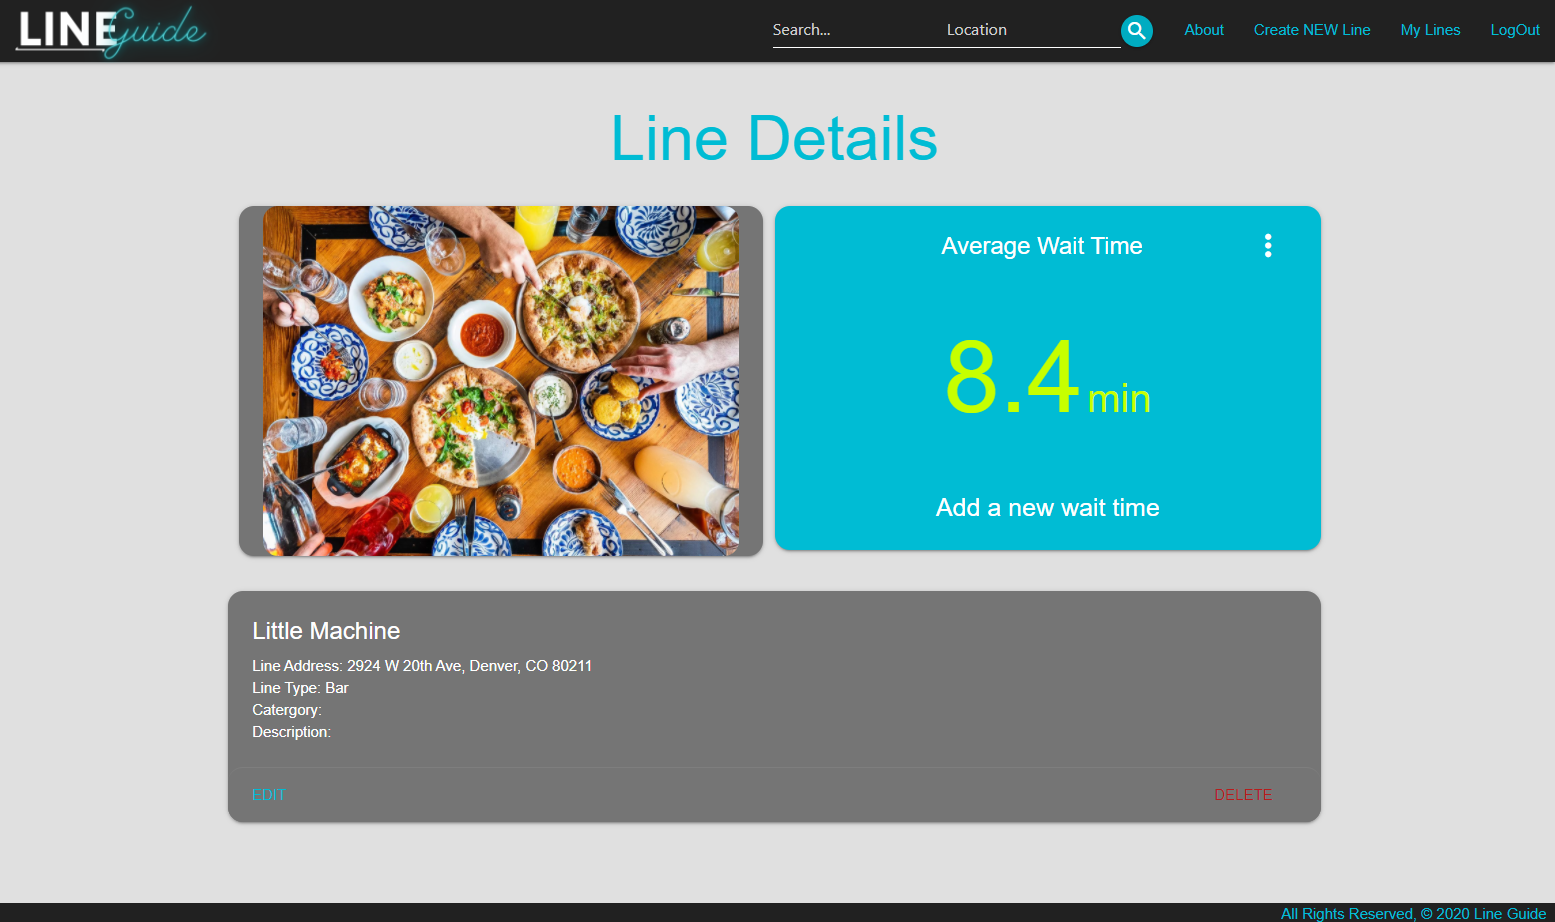 LINE Guide
Search... Location About Create NEW Line My Lines LogOut
Line Details
Average Wait Time
8.4 min
Add a new wait time
Little Machine
Line Address: 2924 W 20th Ave, Denver, CO 80211
Line Type: Bar
Catergory:
Description:
EDIT DELETE
All Rights Reserved, © 2020 Line Guide